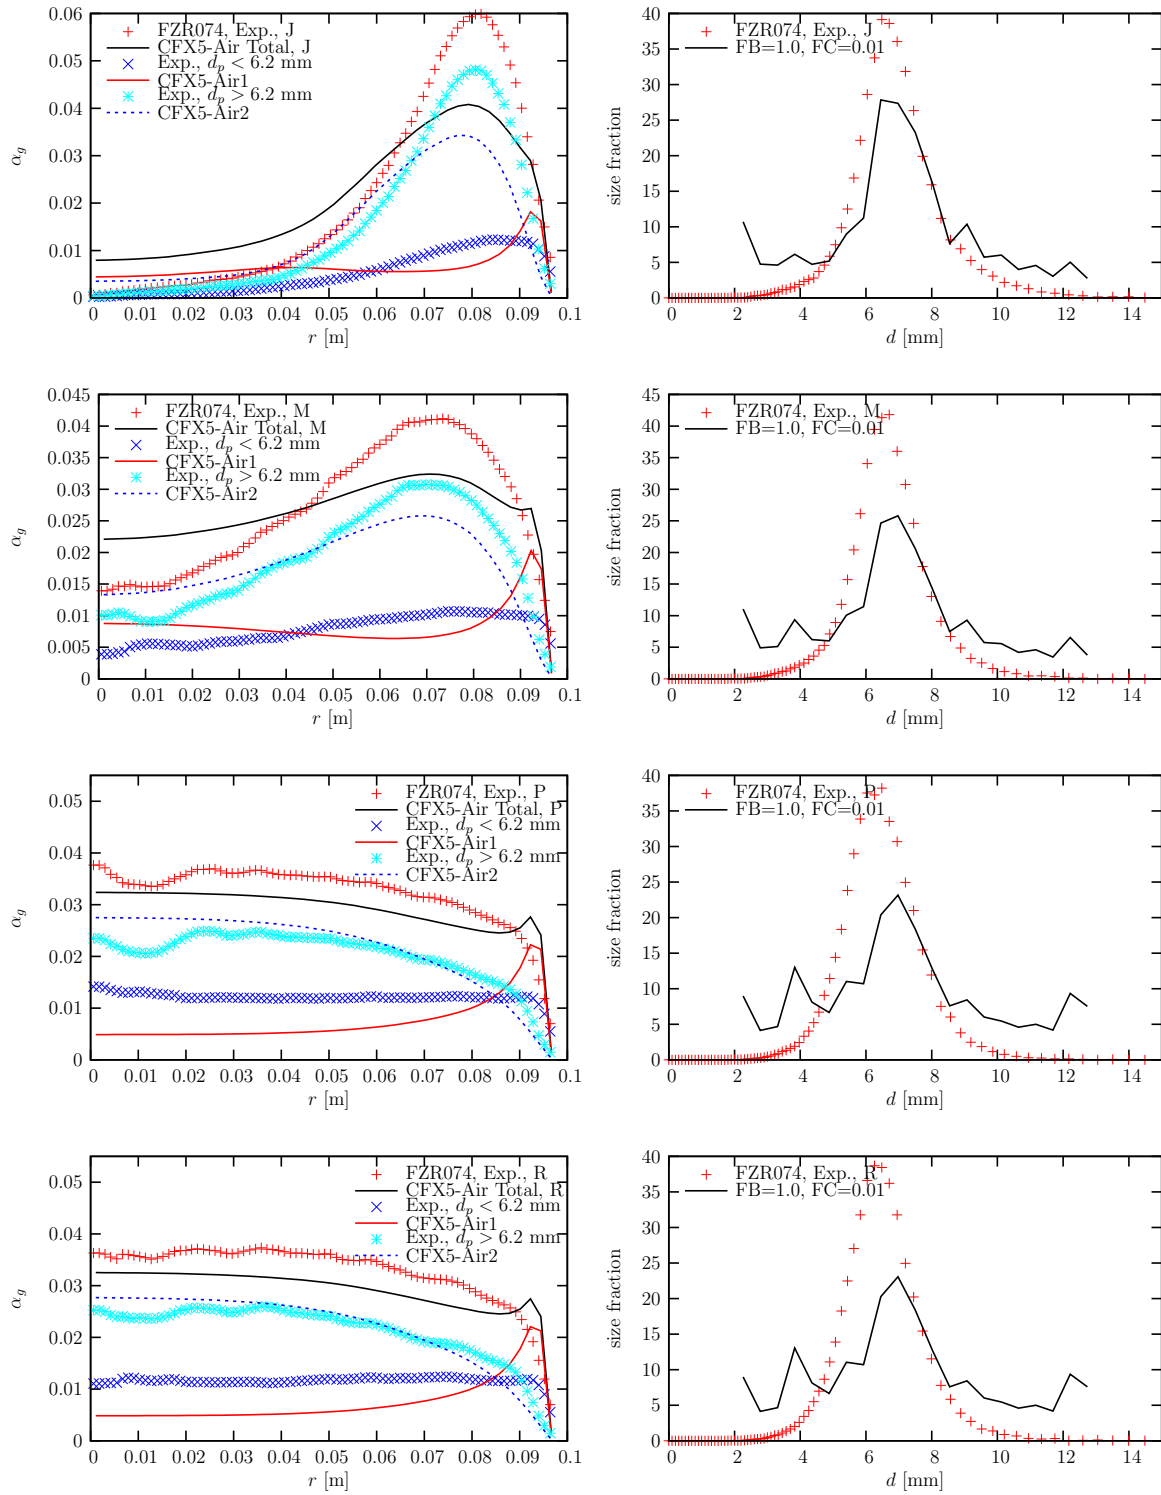 0.06
0.05
0.04
0.03
0.02
0.01
0
α_g
FZR074, Exp., J
CFX5-Air Total, J
Exp., d_p < 6.2 mm
CFX5-Air1
Exp., d_p > 6.2 mm
CFX5-Air2
0 0.01 0.02 0.03 0.04 0.05 0.06 0.07 0.08 0.09 0.1
r [m]
40
35
30
25
20
15
10
5
0
size fraction
FZR074, Exp., J
FB=1.0, FC=0.01
0 2 4 6 8 10 12 14
d [mm]
0.045
0.04
0.035
0.03
0.025
0.02
0.015
0.01
0.005
0
α_g
FZR074, Exp., M
CFX5-Air Total, M
Exp., d_p < 6.2 mm
CFX5-Air1
Exp., d_p > 6.2 mm
CFX5-Air2
0 0.01 0.02 0.03 0.04 0.05 0.06 0.07 0.08 0.09 0.1
r [m]
45
40
35
30
25
20
15
10
5
0
size fraction
FZR074, Exp., M
FB=1.0, FC=0.01
0 2 4 6 8 10 12 14
d [mm]
0.05
0.04
0.03
0.02
0.01
0
α_g
FZR074, Exp., P
CFX5-Air Total, P
Exp., d_p < 6.2 mm
CFX5-Air1
Exp., d_p > 6.2 mm
CFX5-Air2
0 0.01 0.02 0.03 0.04 0.05 0.06 0.07 0.08 0.09 0.1
r [m]
40
35
30
25
20
15
10
5
0
size fraction
FZR074, Exp., P
FB=1.0, FC=0.01
0 2 4 6 8 10 12 14
d [mm]
0.05
0.04
0.03
0.02
0.01
0
α_g
FZR074, Exp., R
CFX5-Air Total, R
Exp., d_p < 6.2 mm
CFX5-Air1
Exp., d_p > 6.2 mm
CFX5-Air2
0 0.01 0.02 0.03 0.04 0.05 0.06 0.07 0.08 0.09 0.1
r [m]
40
35
30
25
20
15
10
5
0
size fraction
FZR074, Exp., R
FB=1.0, FC=0.01
0 2 4 6 8 10 12 14
d [mm]